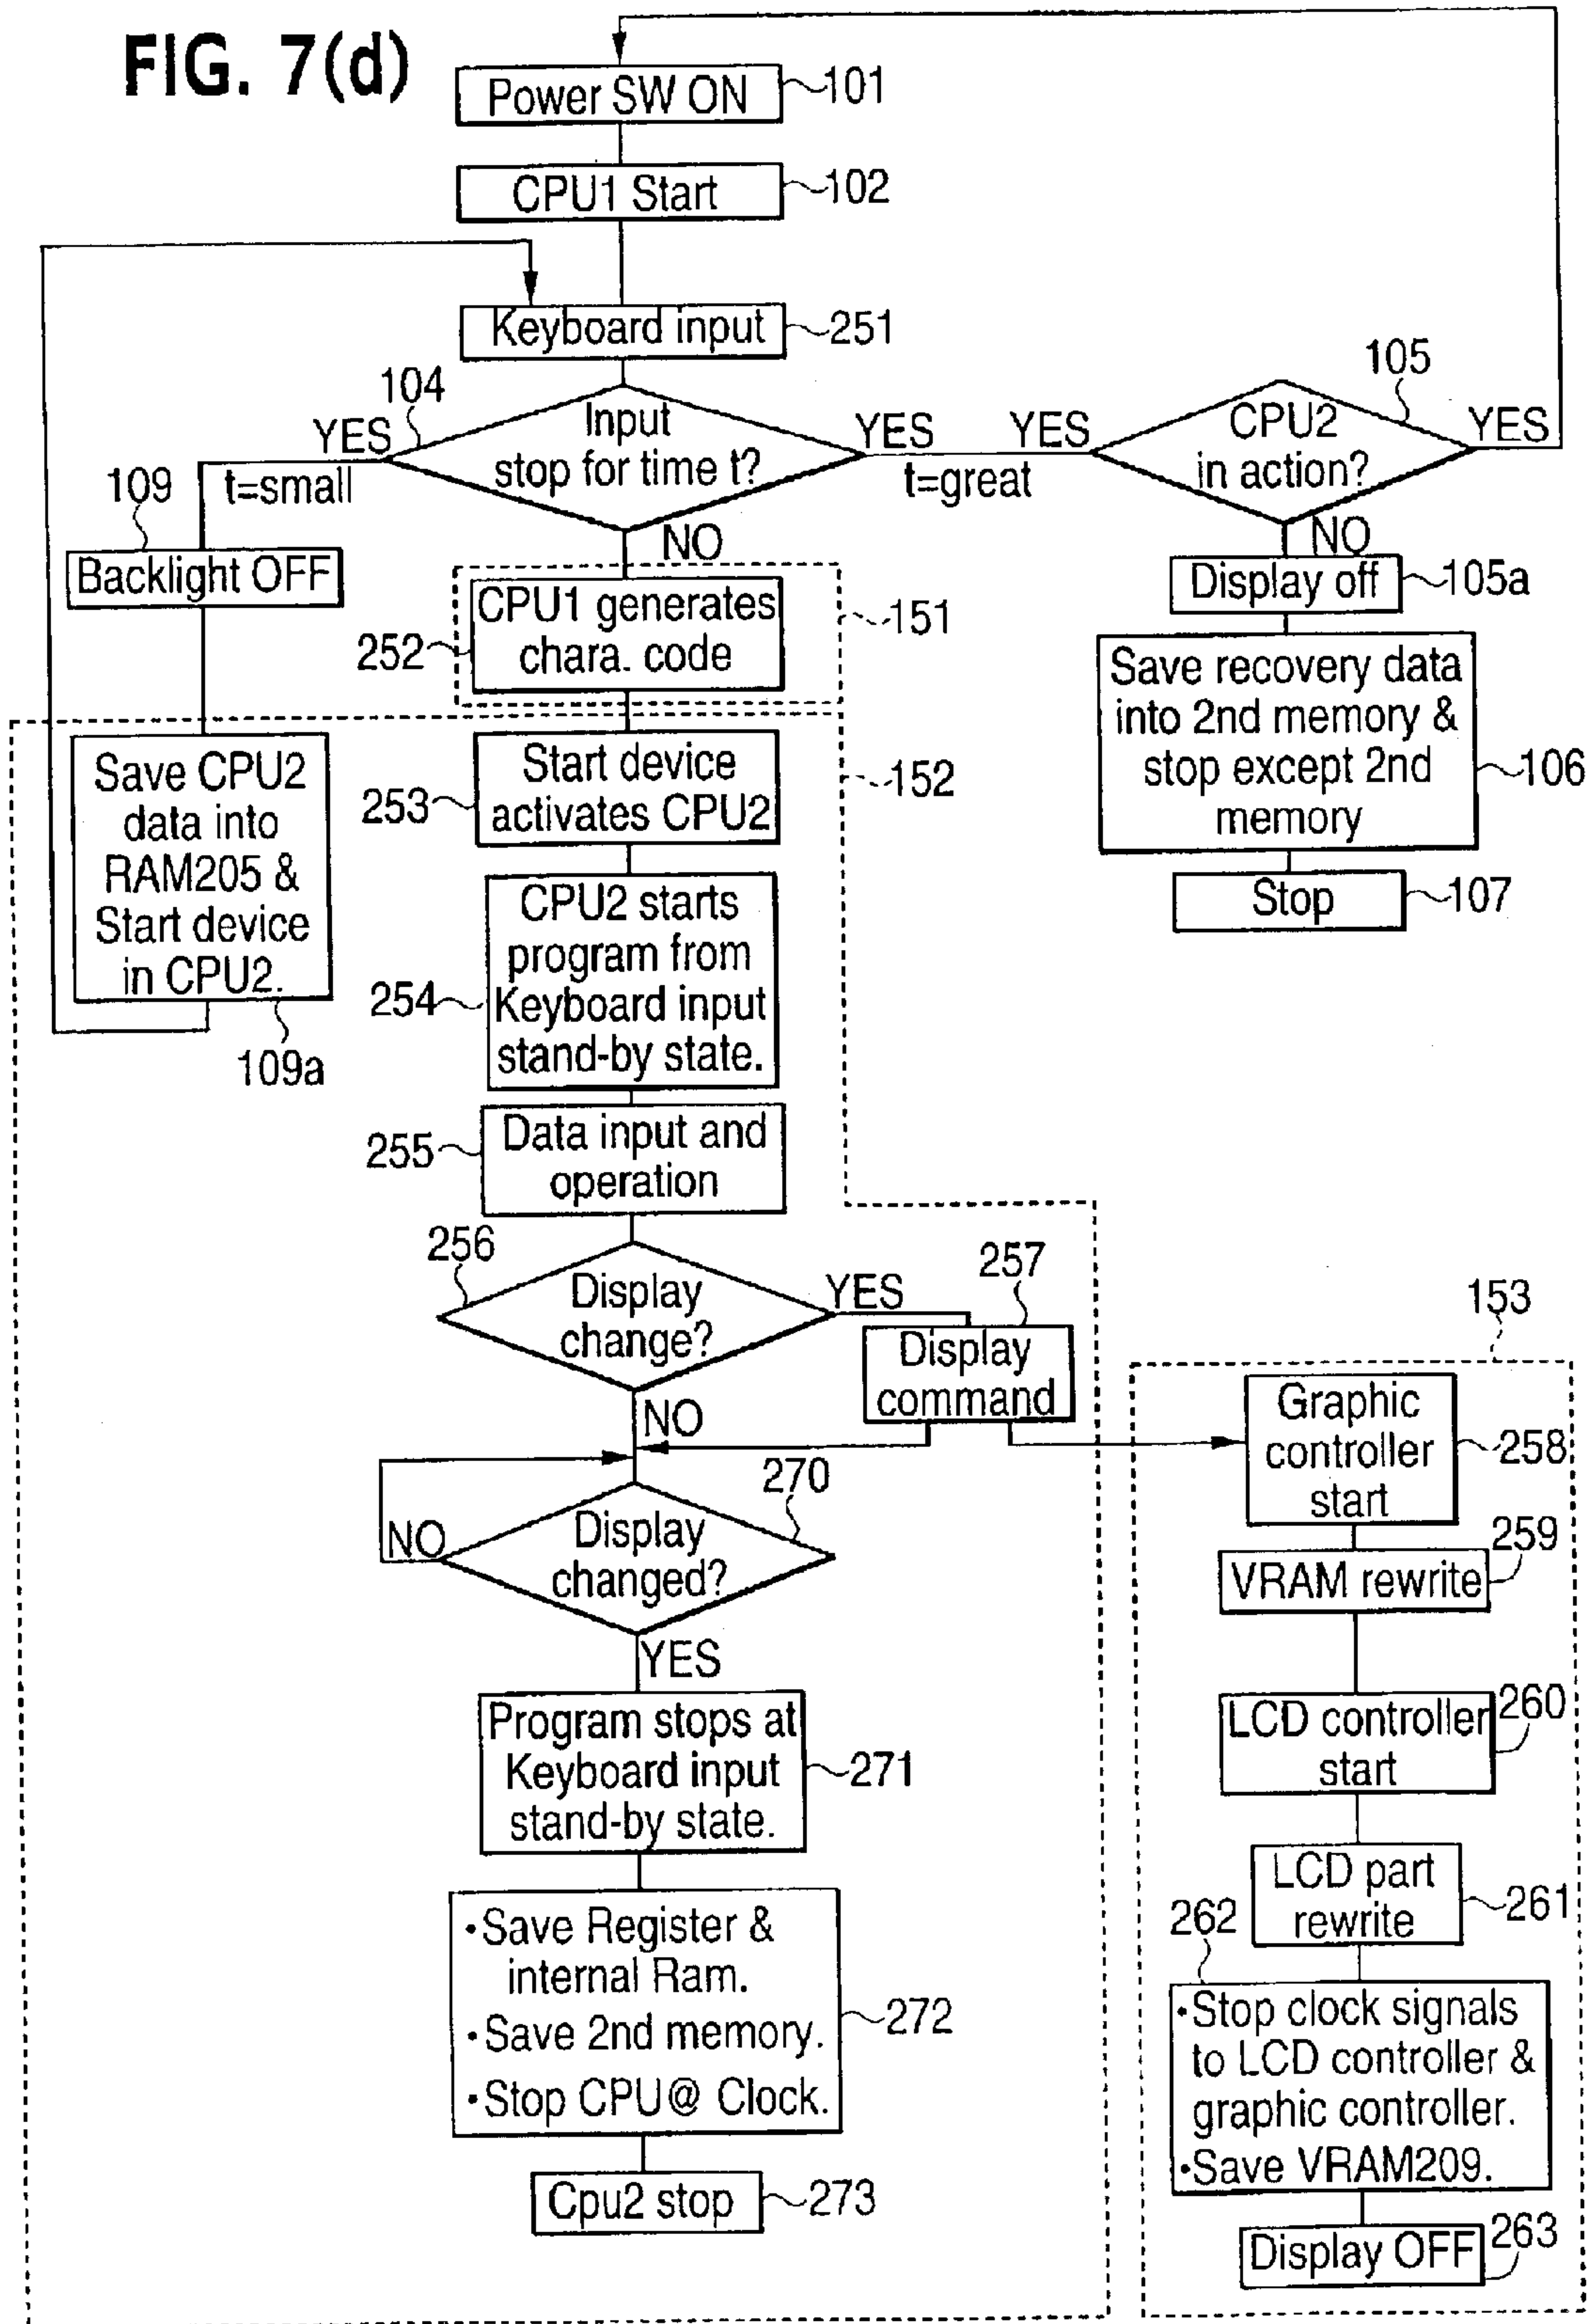 FIG. 7(d)
Power SW ON
101
CPU1 Start
102
Keyboard input
251
104
Input
stop for time t?
YES
t=small
YES
t=great
YES
105
CPU2
in action?
YES
NO
NO
109
Backlight OFF
Display off
105a
252
CPU1 generates
chara. code
151
Save recovery data
into 2nd memory &
stop except 2nd
memory
106
Stop
107
Save CPU2
data into
RAM205 &
Start device
in CPU2.
109a
253
Start device
activates CPU2
152
254
CPU2 starts
program from
Keyboard input
stand-by state.
255
Data input and
operation
256
Display
change?
YES
257
Display
command
NO
270
Display
changed?
NO
YES
Program stops at
Keyboard input
stand-by state.
271
•Save Register &
internal Ram.
•Save 2nd memory.
•Stop CPU@ Clock.
272
Cpu2 stop
273
153
Graphic
controller
start
258
259
VRAM rewrite
LCD controller
start
260
LCD part
rewrite
261
262
•Stop clock signals
to LCD controller &
graphic controller.
•Save VRAM209.
Display OFF
263